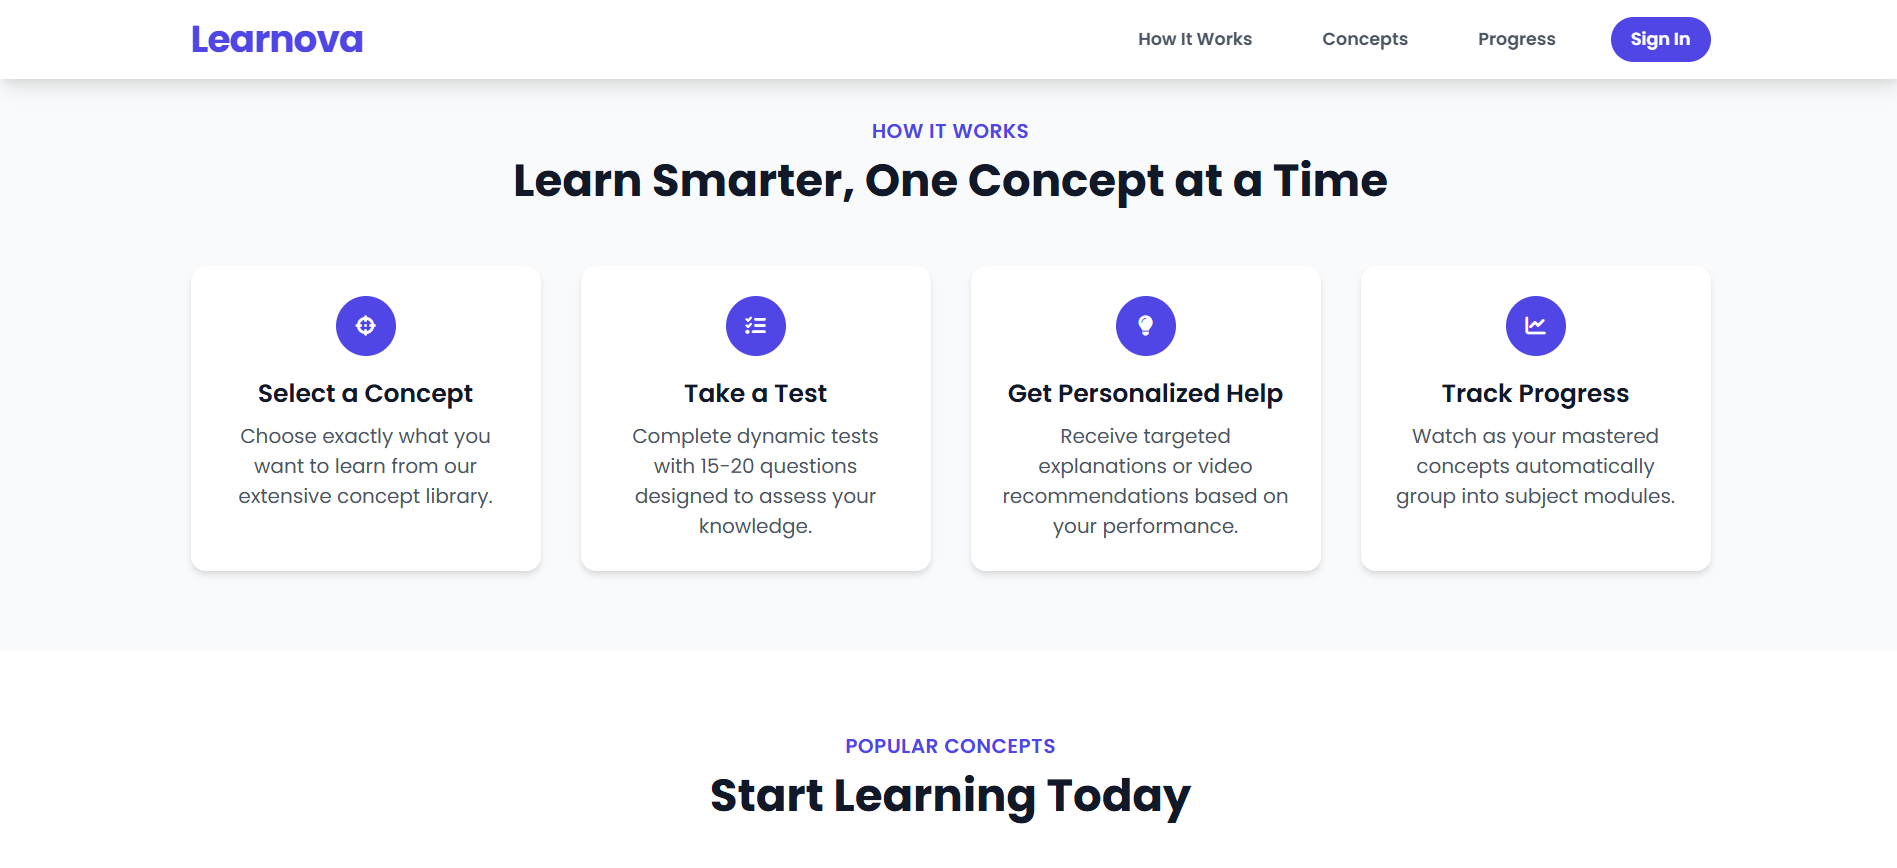 Learnova
How It Works
Concepts
Progress
Sign In
HOW IT WORKS
Learn Smarter, One Concept at a Time
Select a Concept
Choose exactly what you
want to learn from our
extensive concept library.
Take a Test
Complete dynamic tests
with 15-20 questions
designed to assess your
knowledge.
Get Personalized Help
Receive targeted
explanations or video
recommendations based on
your performance.
Track Progress
Watch as your mastered
concepts automatically
group into subject modules.
POPULAR CONCEPTS
Start Learning Today